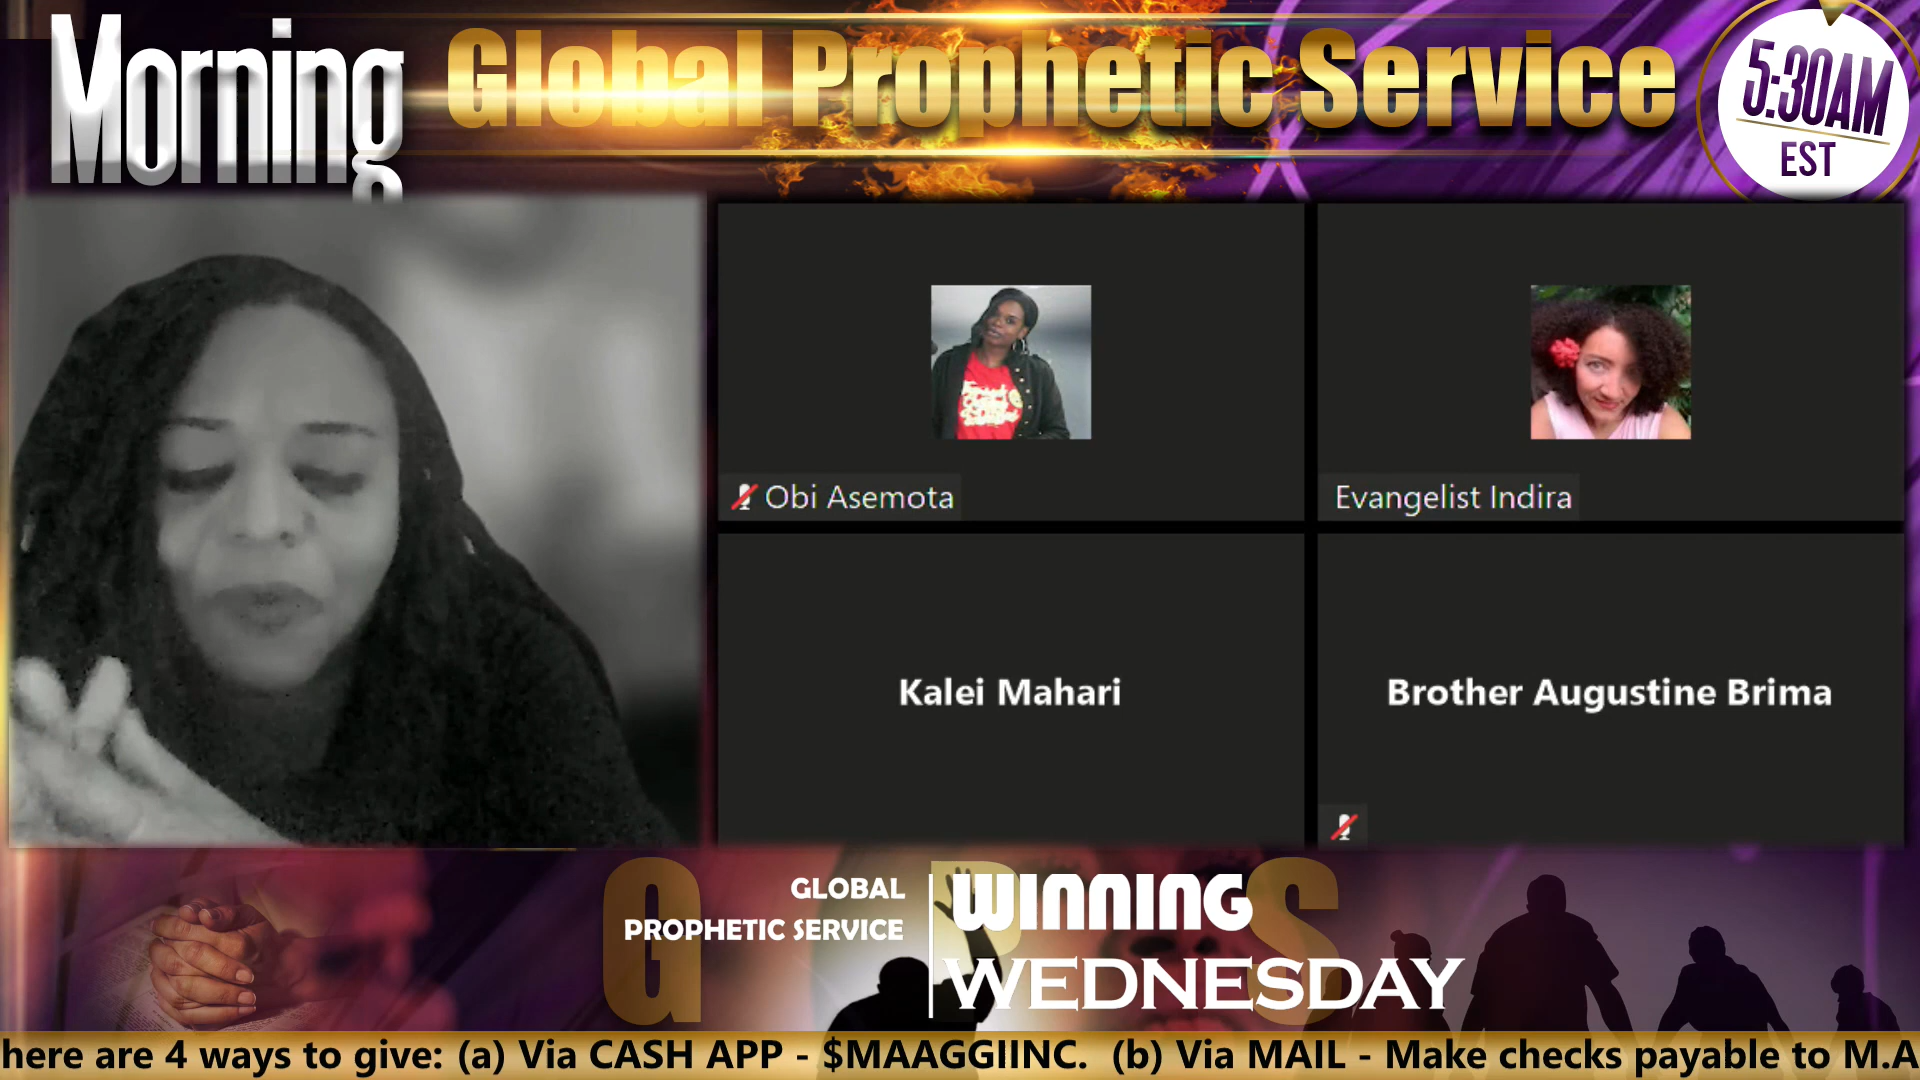 Morning
Global Prophetic Service
5:30AM
EST
Obi Asemota
Evangelist Indira
Kalei Mahari
Brother Augustine Brima
GPS
GLOBAL
PROPHETIC SERVICE
WINNING
WEDNESDAY
here are 4 ways to give: (a) Via CASH APP - $MAAGGIINC. (b) Via MAIL - Make checks payable to M.A